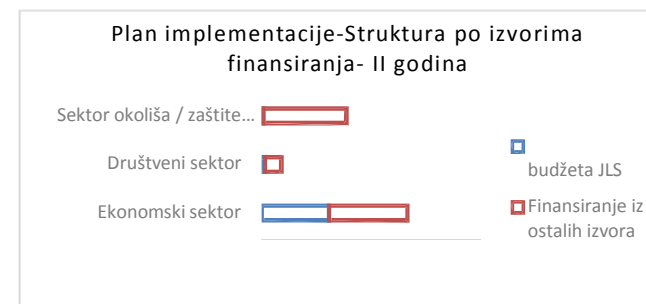 Plan implementacije-Struktura po izvorima
finansiranja- II godina
Sektor okoliša / zaštite…
Društveni sektor
Ekonomski sektor
budžeta JLS
Finansiranje iz
ostalih izvora